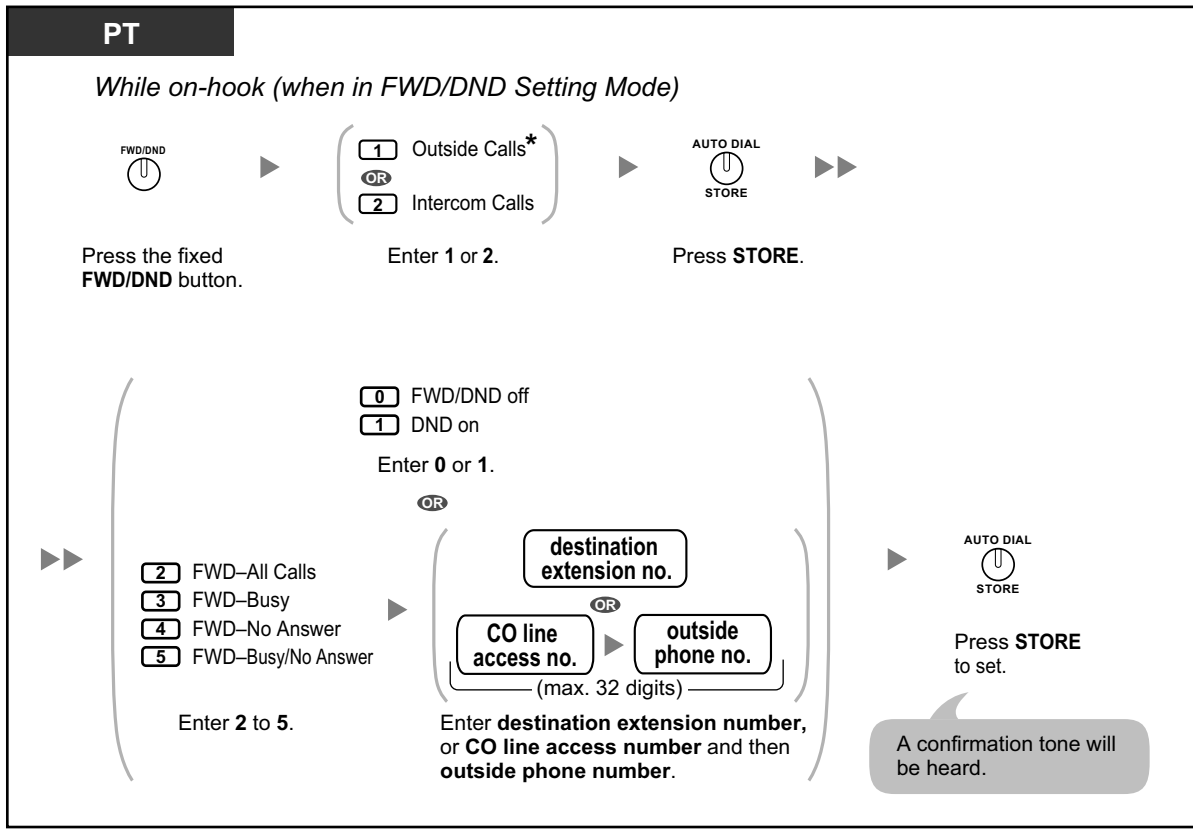 PT
While on-hook (when in FWD/DND Setting Mode)
FWD/DND
1 Outside Calls*
OR
2 Intercom Calls
AUTO DIAL
STORE
Press the fixed
FWD/DND button.
Enter 1 or 2.
Press STORE.
0 FWD/DND off
1 DND on
Enter 0 or 1.
OR
2 FWD–All Calls
3 FWD–Busy
4 FWD–No Answer
5 FWD–Busy/No Answer
Enter 2 to 5.
destination
extension no.
OR
CO line
access no.
outside
phone no.
(max. 32 digits)
Enter destination extension number,
or CO line access number and then
outside phone number.
AUTO DIAL
STORE
Press STORE
to set.
A confirmation tone will
be heard.